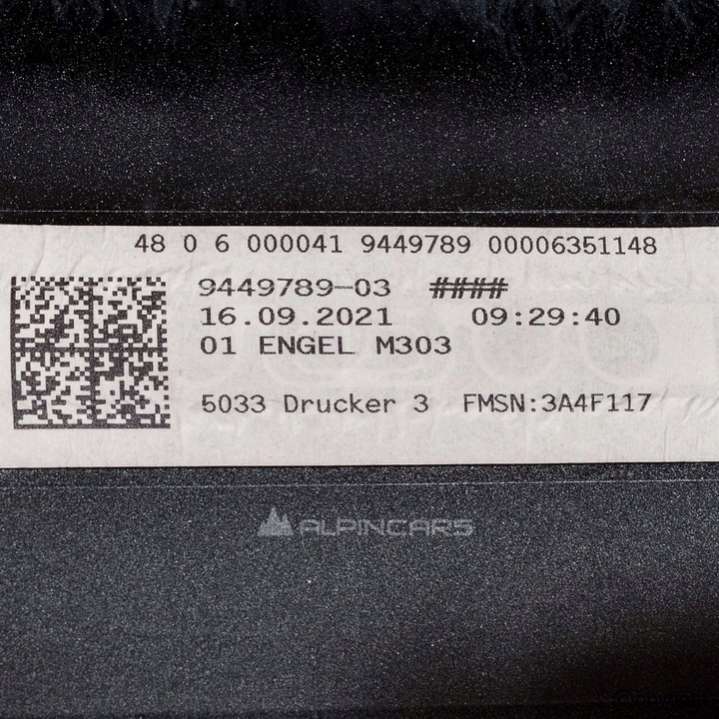 48 0 6 000041 9449789 00006351148
9449789-03 ####
16.09.2021 09:29:40
01 ENGEL M303
5033 Drucker 3 FMSN:3A4F117
ALPINCARS